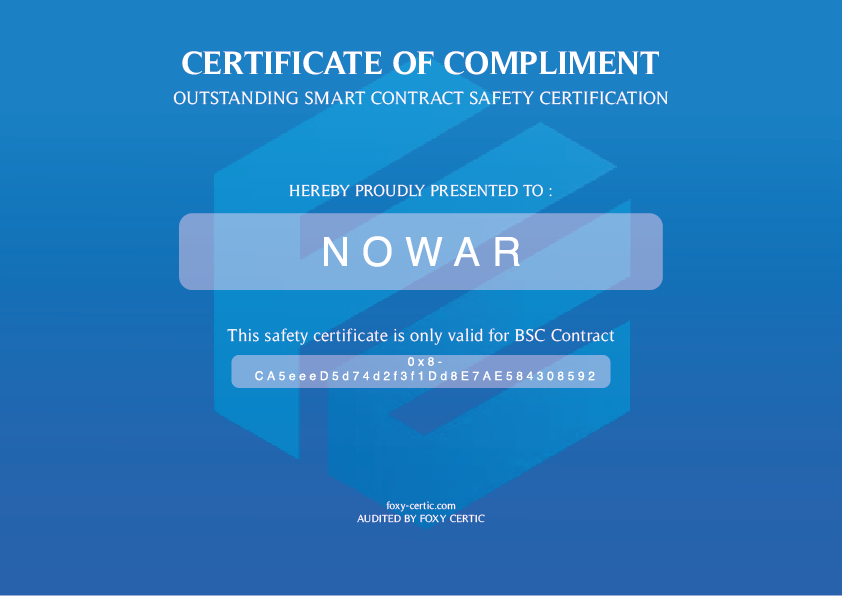 CERTIFICATE OF COMPLIMENT
OUTSTANDING SMART CONTRACT SAFETY CERTIFICATION
HEREBY PROUDLY PRESENTED TO :
NOWAR
This safety certificate is only valid for BSC Contract
0x8-
CA5eeeD5d74d2f3f1Dd8E7AE584308592
foxy-certic.com
AUDITED BY FOXY CERTIC